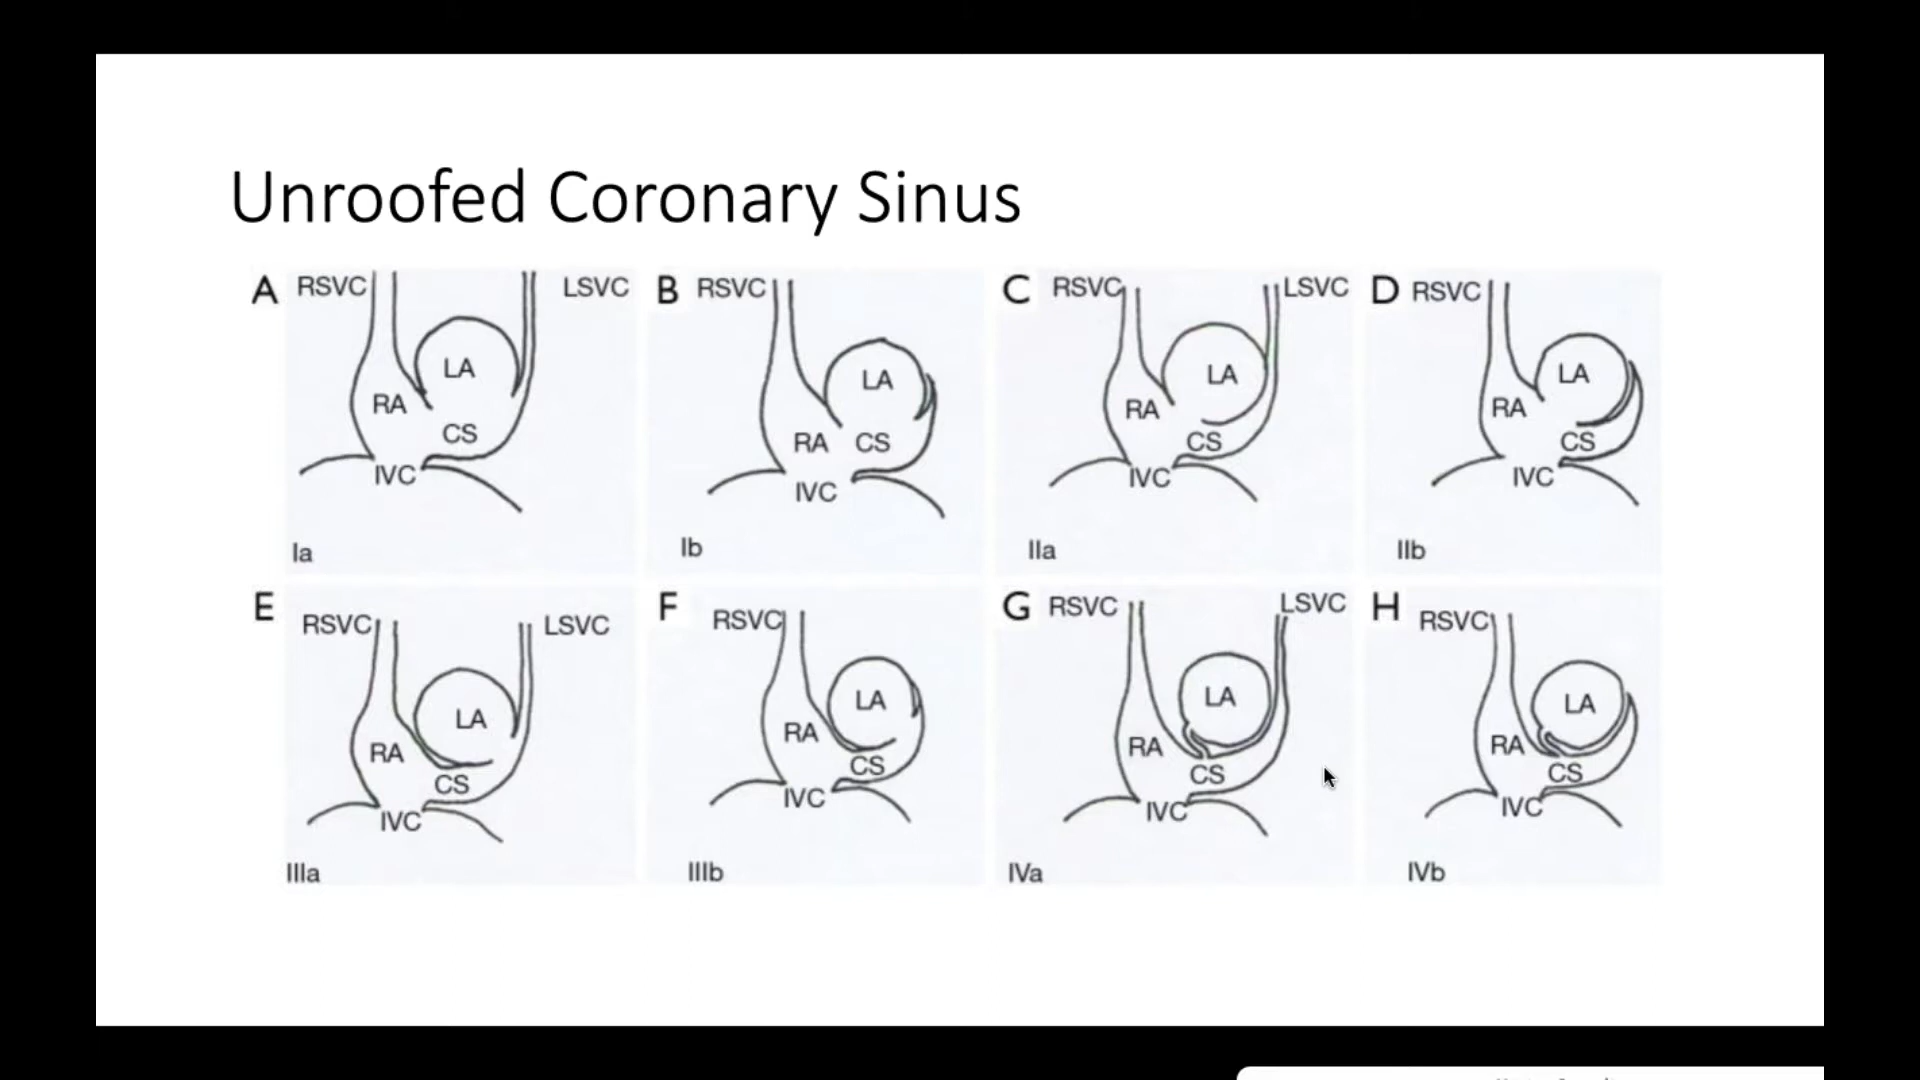 Unroofed Coronary Sinus
A RSVC LSVC B RSVC C RSVC LSVC D RSVC
LA LA LA LA
RA RA RA RA
CS CS CS CS
IVC IVC IVC IVC
Ia Ib IIa IIb
E RSVC LSVC F RSVC G RSVC LSVC H RSVC
LA LA LA LA
RA RA RA RA
CS CS CS CS
IVC IVC IVC IVC
IIIa IIIb IVa IVb